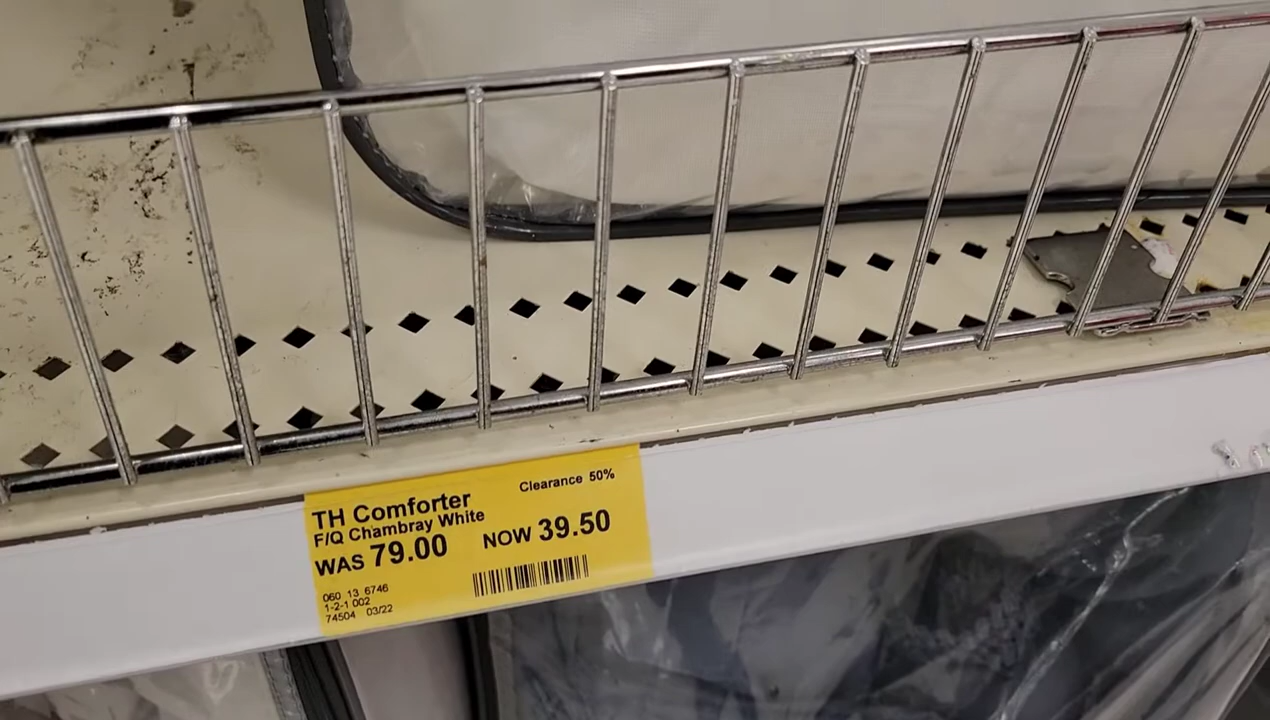 TH Comforter
Clearance 50%
F/Q Chambray White
WAS 79.00 NOW 39.50
060 13 6746
1-2-1 002
74504 03/22